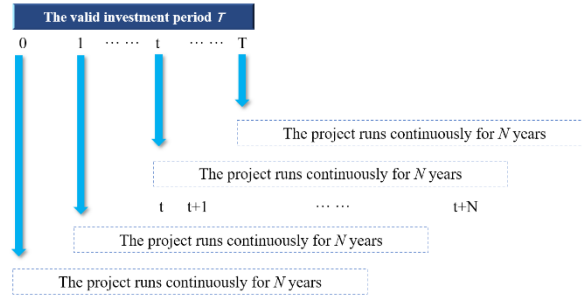 The valid investment period T
0 1 ··· ··· t ··· ··· T
The project runs continuously for N years
The project runs continuously for N years
t t+1 ··· ··· t+N
The project runs continuously for N years
The project runs continuously for N years